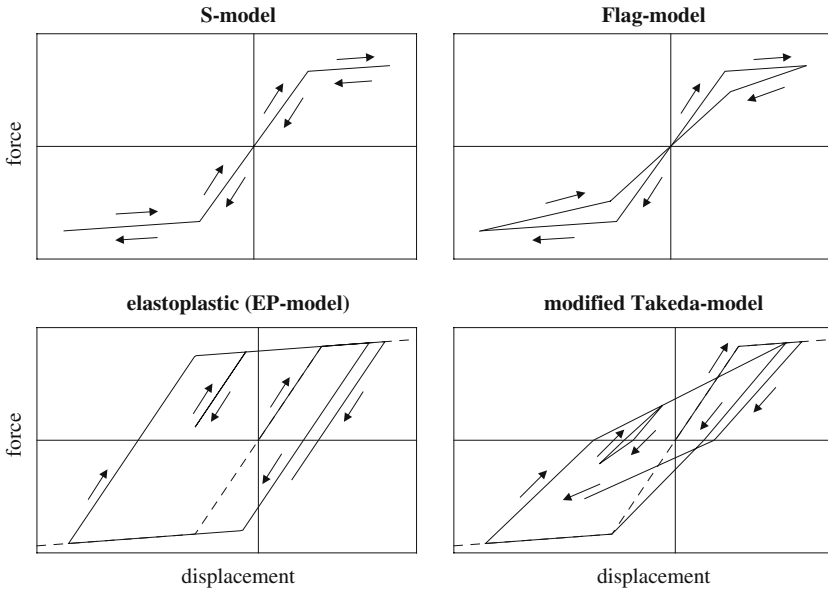 S-model
Flag-model
force
elastoplastic (EP-model)
modified Takeda-model
force
displacement
displacement